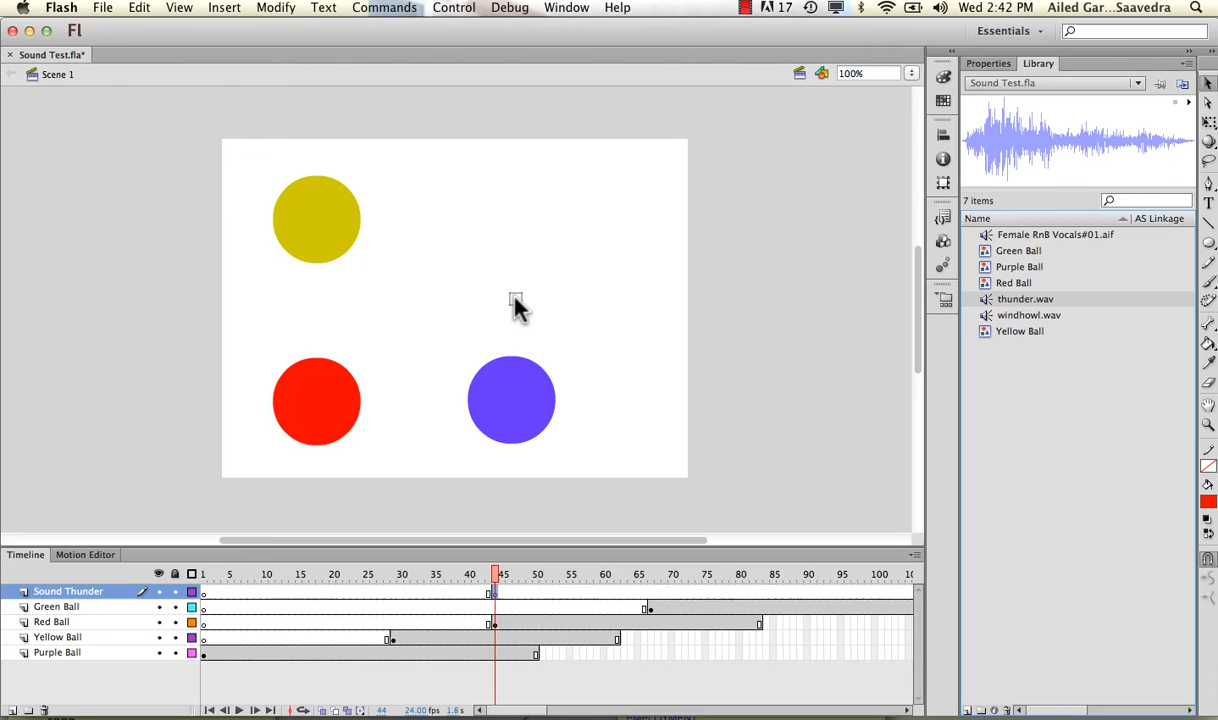 Flash File Edit View Insert Modify Text Commands Control Debug Window Help 17 Wed 2:42 PM Ailed Gar...Saavedra
Fl Essentials
× Sound Test.fla*
Scene 1 100%
Properties Library
Sound Test.fla
7 items
Name AS Linkage
Female RnB Vocals#01.aif
Green Ball
Purple Ball
Red Ball
thunder.wav
windhowl.wav
Yellow Ball
Timeline Motion Editor
1 5 10 15 20 25 30 35 40 45 50 55 60 65 70 75 80 85 90 95 100 10
Sound Thunder
Green Ball
Red Ball
Yellow Ball
Purple Ball
44 24.00 fps 1.8 s